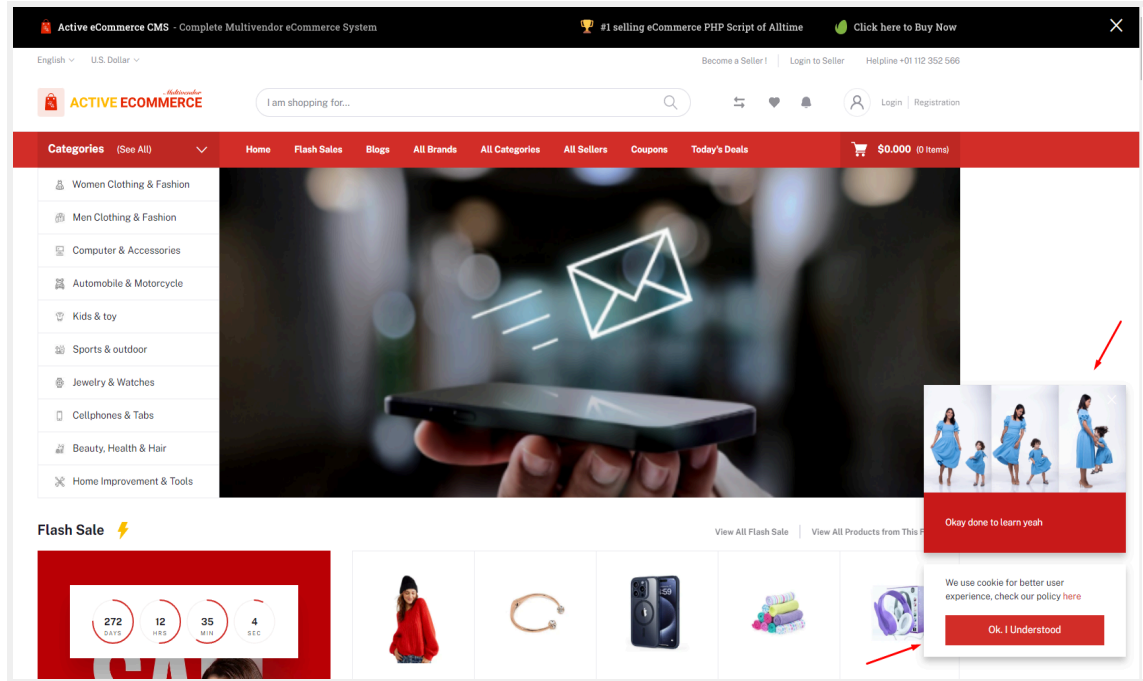 Active eCommerce CMS - Complete Multivendor eCommerce System
#1 selling eCommerce PHP Script of Alltime
Click here to Buy Now
English
U.S. Dollar
Become a Seller !
Login to Seller
Helpline +01 112 352 566
Multivendor
ACTIVE ECOMMERCE
I am shopping for...
Login
Registration
Categories (See All)
Home
Flash Sales
Blogs
All Brands
All Categories
All Sellers
Coupons
Today's Deals
$0.000 (0 Items)
Women Clothing & Fashion
Men Clothing & Fashion
Computer & Accessories
Automobile & Motorcycle
Kids & toy
Sports & outdoor
Jewelry & Watches
Cellphones & Tabs
Beauty, Health & Hair
Home Improvement & Tools
Okay done to learn yeah
Flash Sale
View All Flash Sale
View All Products from This F
We use cookie for better user
experience, check our policy here
Ok. I Understood
272
DAYS
12
HRS
35
MIN
4
SEC
59